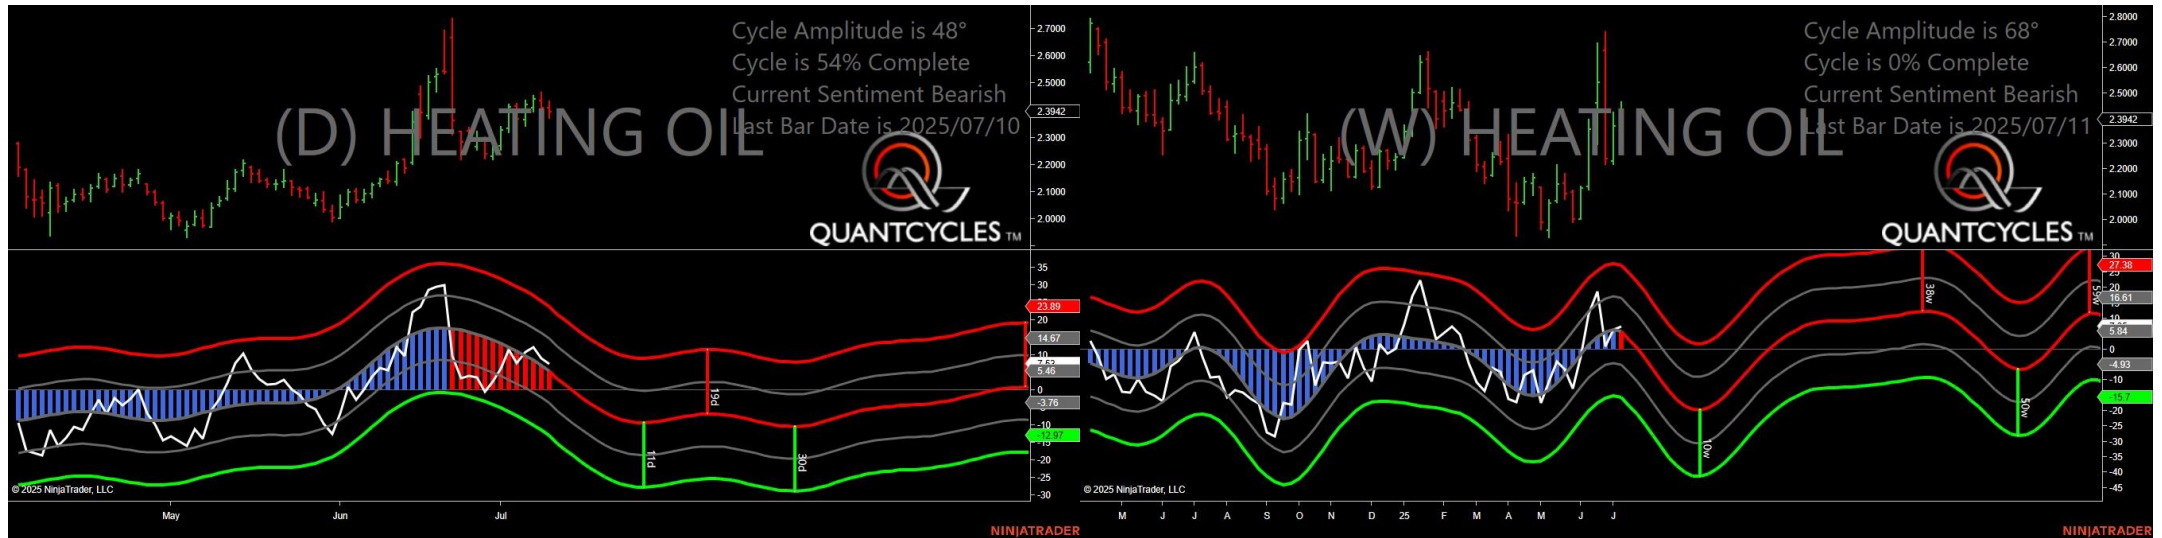 Cycle Amplitude is 48°
Cycle is 54% Complete
Current Sentiment Bearish
Last Bar Date is 2025/07/10
(D) HEATING OIL
QUANTCYCLES TM
2.7000
2.6000
2.5000
2.3942
2.3000
2.2000
2.1000
2.0000
35
30
23.89
20
14.67
10
5.46
0
-3.76
-10
-12.97
-15
-20
-25
-30
11d
19d
30d
© 2025 NinjaTrader, LLC
May Jun Jul
NINJATRADER
Cycle Amplitude is 68°
Cycle is 0% Complete
Current Sentiment Bearish
Last Bar Date is 2025/07/11
(W) HEATING OIL
QUANTCYCLES TM
2.8000
2.7000
2.6000
2.5000
2.3942
2.3000
2.2000
2.1000
2.0000
30
27.38
25
20
16.61
10
5.84
0
-4.93
-10
-15.7
-20
-25
-30
-35
-40
-45
10w
38w
50w
59w
© 2025 NinjaTrader, LLC
M J J A S O N D 25 F M A M J J
NINJATRADER